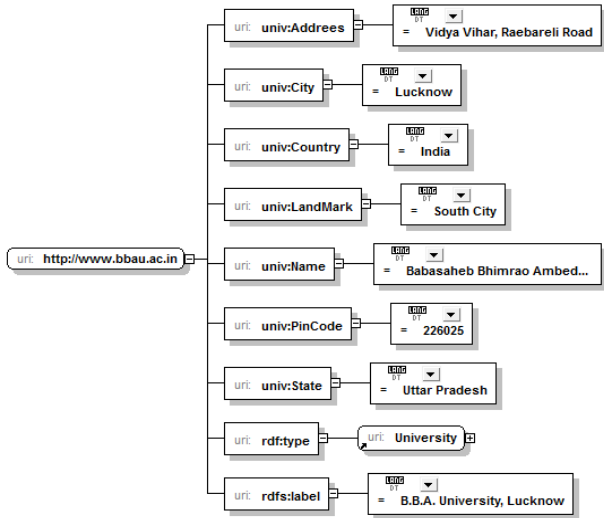 uri: univ:Addrees
LANG
DT
= Vidya Vihar, Raebareli Road
uri: univ:City
LANG
DT
= Lucknow
uri: univ:Country
LANG
DT
= India
uri: univ:LandMark
LANG
DT
= South City
uri: http://www.bbau.ac.in
uri: univ:Name
LANG
DT
= Babasaheb Bhimrao Ambed...
uri: univ:PinCode
LANG
DT
= 226025
uri: univ:State
LANG
DT
= Uttar Pradesh
uri: rdf:type
uri: University
uri: rdfs:label
LANG
DT
= B.B.A. University, Lucknow